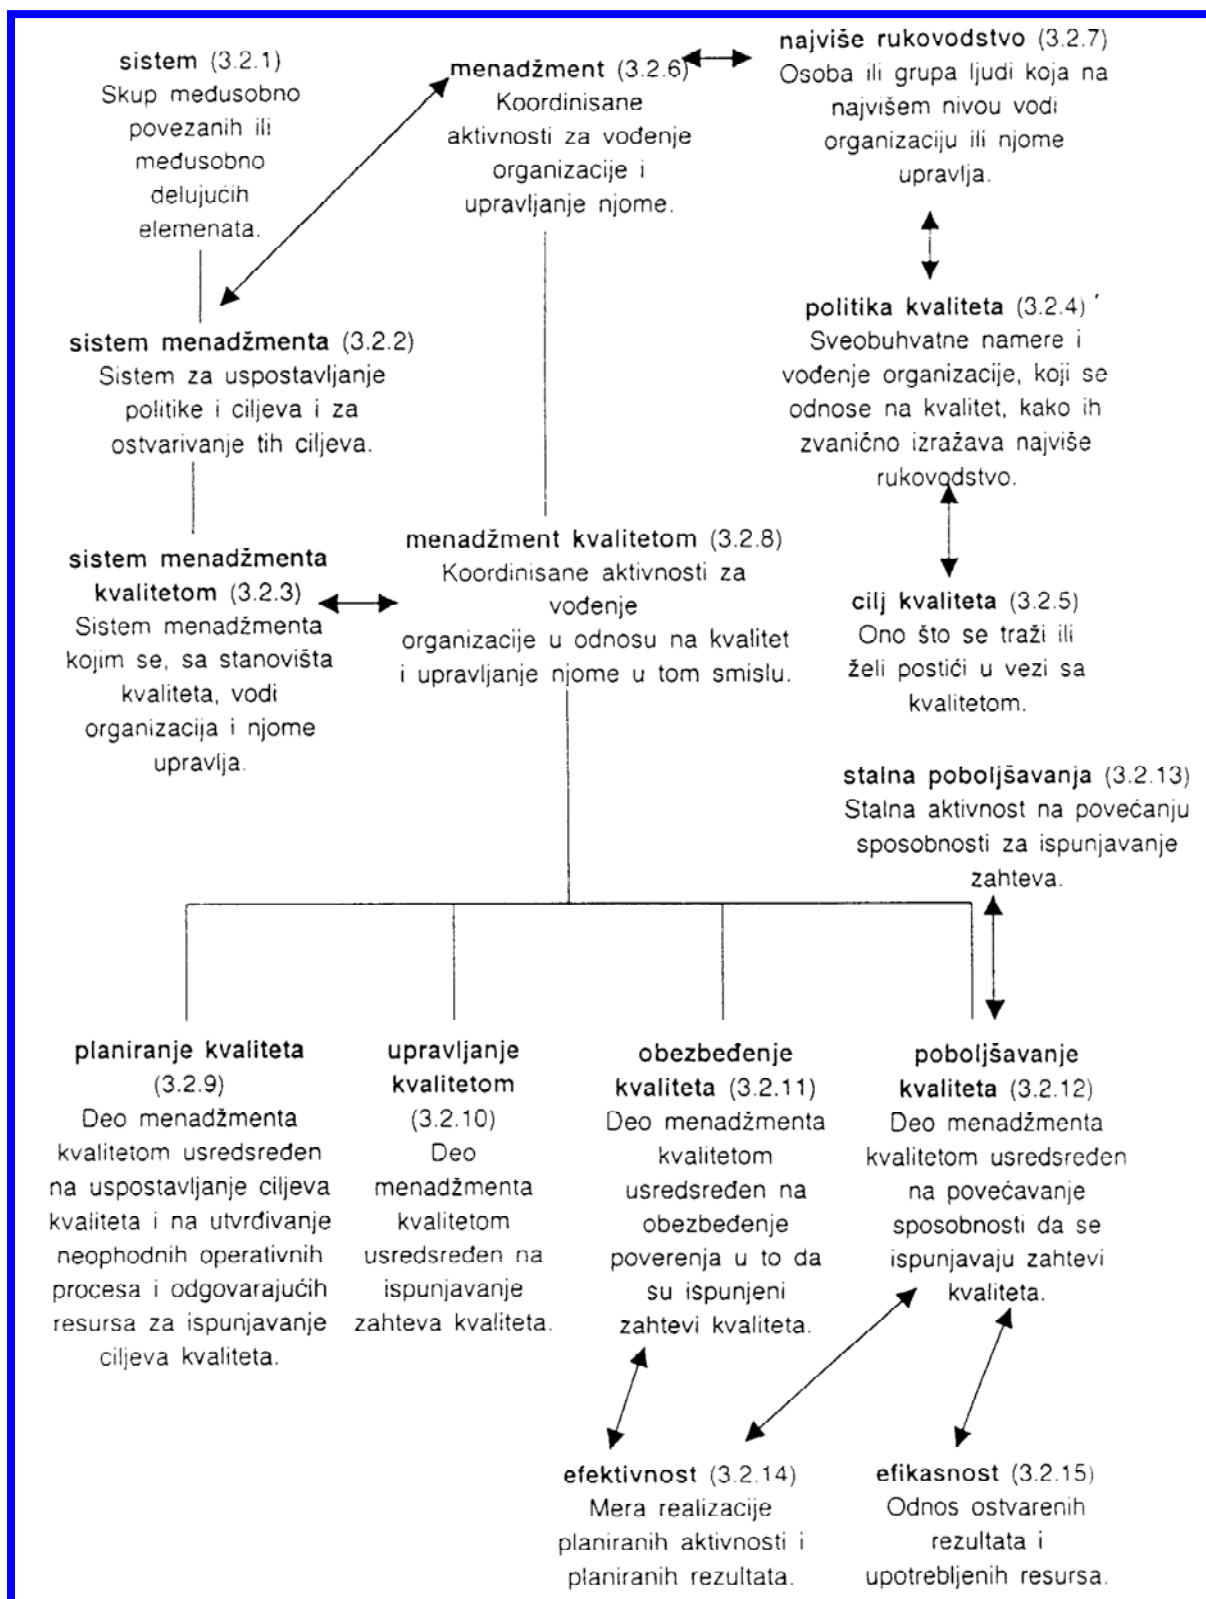 sistem (3.2.1)
Skup međusobno
povezanih ili
međusobno
delujućih
elemenata.
menadžment (3.2.6)
Koordinisane
aktivnosti za vođenje
organizacije i
upravljanje njome.
najviše rukovodstvo (3.2.7)
Osoba ili grupa ljudi koja na
najvišem nivou vodi
organizaciju ili njome
upravlja.
sistem menadžmenta (3.2.2)
Sistem za uspostavljanje
politike i ciljeva i za
ostvarivanje tih ciljeva.
politika kvaliteta (3.2.4)
Sveobuhvatne namere i
vođenje organizacije, koji se
odnose na kvalitet, kako ih
zvanično izražava najviše
rukovodstvo.
sistem menadžmenta
kvalitetom (3.2.3)
Sistem menadžmenta
kojim se, sa stanovišta
kvaliteta, vodi
organizacija i njome
upravlja.
menadžment kvalitetom (3.2.8)
Koordinisane aktivnosti za
vođenje
organizacije u odnosu na kvalitet
i upravljanje njome u tom smislu.
cilj kvaliteta (3.2.5)
Ono što se traži ili
želi postići u vezi sa
kvalitetom.
stalna poboljšavanja (3.2.13)
Stalna aktivnost na povećanju
sposobnosti za ispunjavanje
zahteva.
planiranje kvaliteta
(3.2.9)
Deo menadžmenta
kvalitetom usredsređen
na uspostavljanje ciljeva
kvaliteta i na utvrđivanje
neophodnih operativnih
procesa i odgovarajućih
resursa za ispunjavanje
ciljeva kvaliteta.
upravljanje
kvalitetom
(3.2.10)
Deo
menadžmenta
kvalitetom
usredsređen na
ispunjavanje
zahteva kvaliteta.
obezbeđenje
kvaliteta (3.2.11)
Deo menadžmenta
kvalitetom
usredsređen na
obezbeđenje
poverenja u to da
su ispunjeni
zahtevi kvaliteta.
poboljšavanje
kvaliteta (3.2.12)
Deo menadžmenta
kvalitetom usredsređen
na povećavanje
sposobnosti da se
ispunjavaju zahtevi
kvaliteta.
efektivnost (3.2.14)
Mera realizacije
planiranih aktivnosti i
planiranih rezultata.
efikasnost (3.2.15)
Odnos ostvarenih
rezultata i
upotrebljenih resursa.